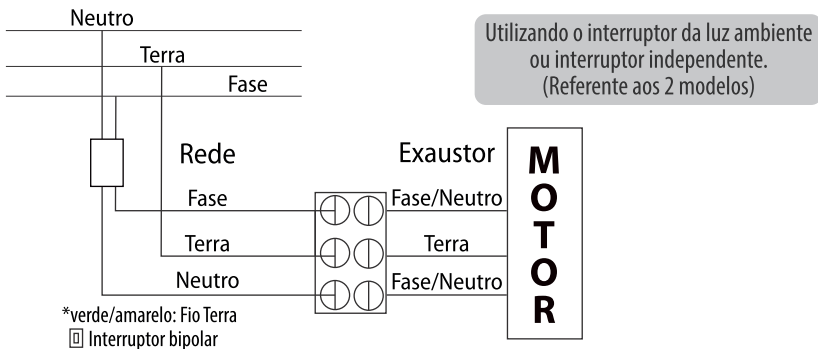 Neutro
Terra
Fase
Utilizando o interruptor da luz ambiente
ou interruptor independente.
(Referente aos 2 modelos)
Rede
Exaustor
Fase
Fase/Neutro
Terra
Terra
Neutro
Fase/Neutro
MOTOR
*verde/amarelo: Fio Terra
Interruptor bipolar